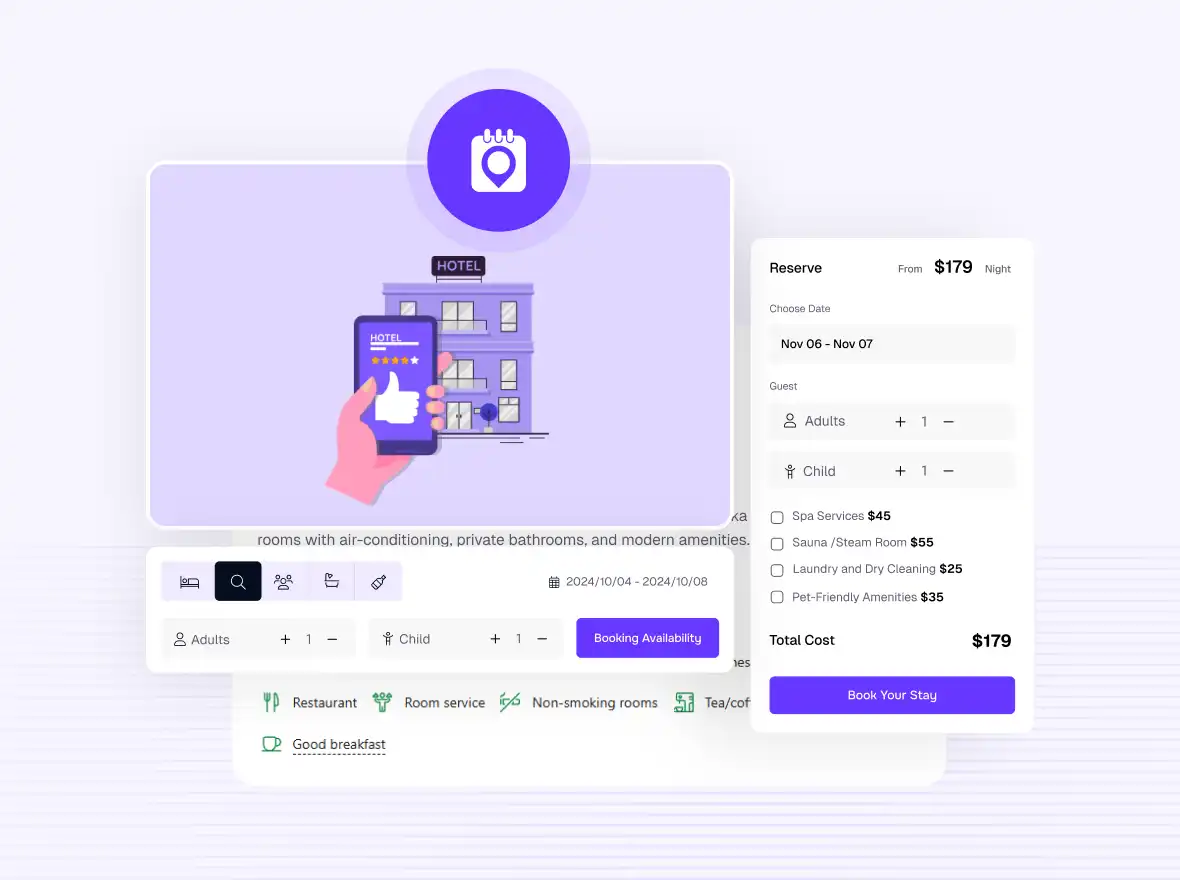 HOTEL
HOTEL
Reserve From $179 Night
Choose Date
Nov 06 - Nov 07
Guest
Adults + 1 −
Child + 1 −
Spa Services $45
Sauna /Steam Room $55
Laundry and Dry Cleaning $25
Pet-Friendly Amenities $35
Total Cost $179
Book Your Stay
rooms with air-conditioning, private bathrooms, and modern amenities.
2024/10/04 - 2024/10/08
Adults + 1 − Child + 1 − Booking Availability
Restaurant Room service Non-smoking rooms
Good breakfast